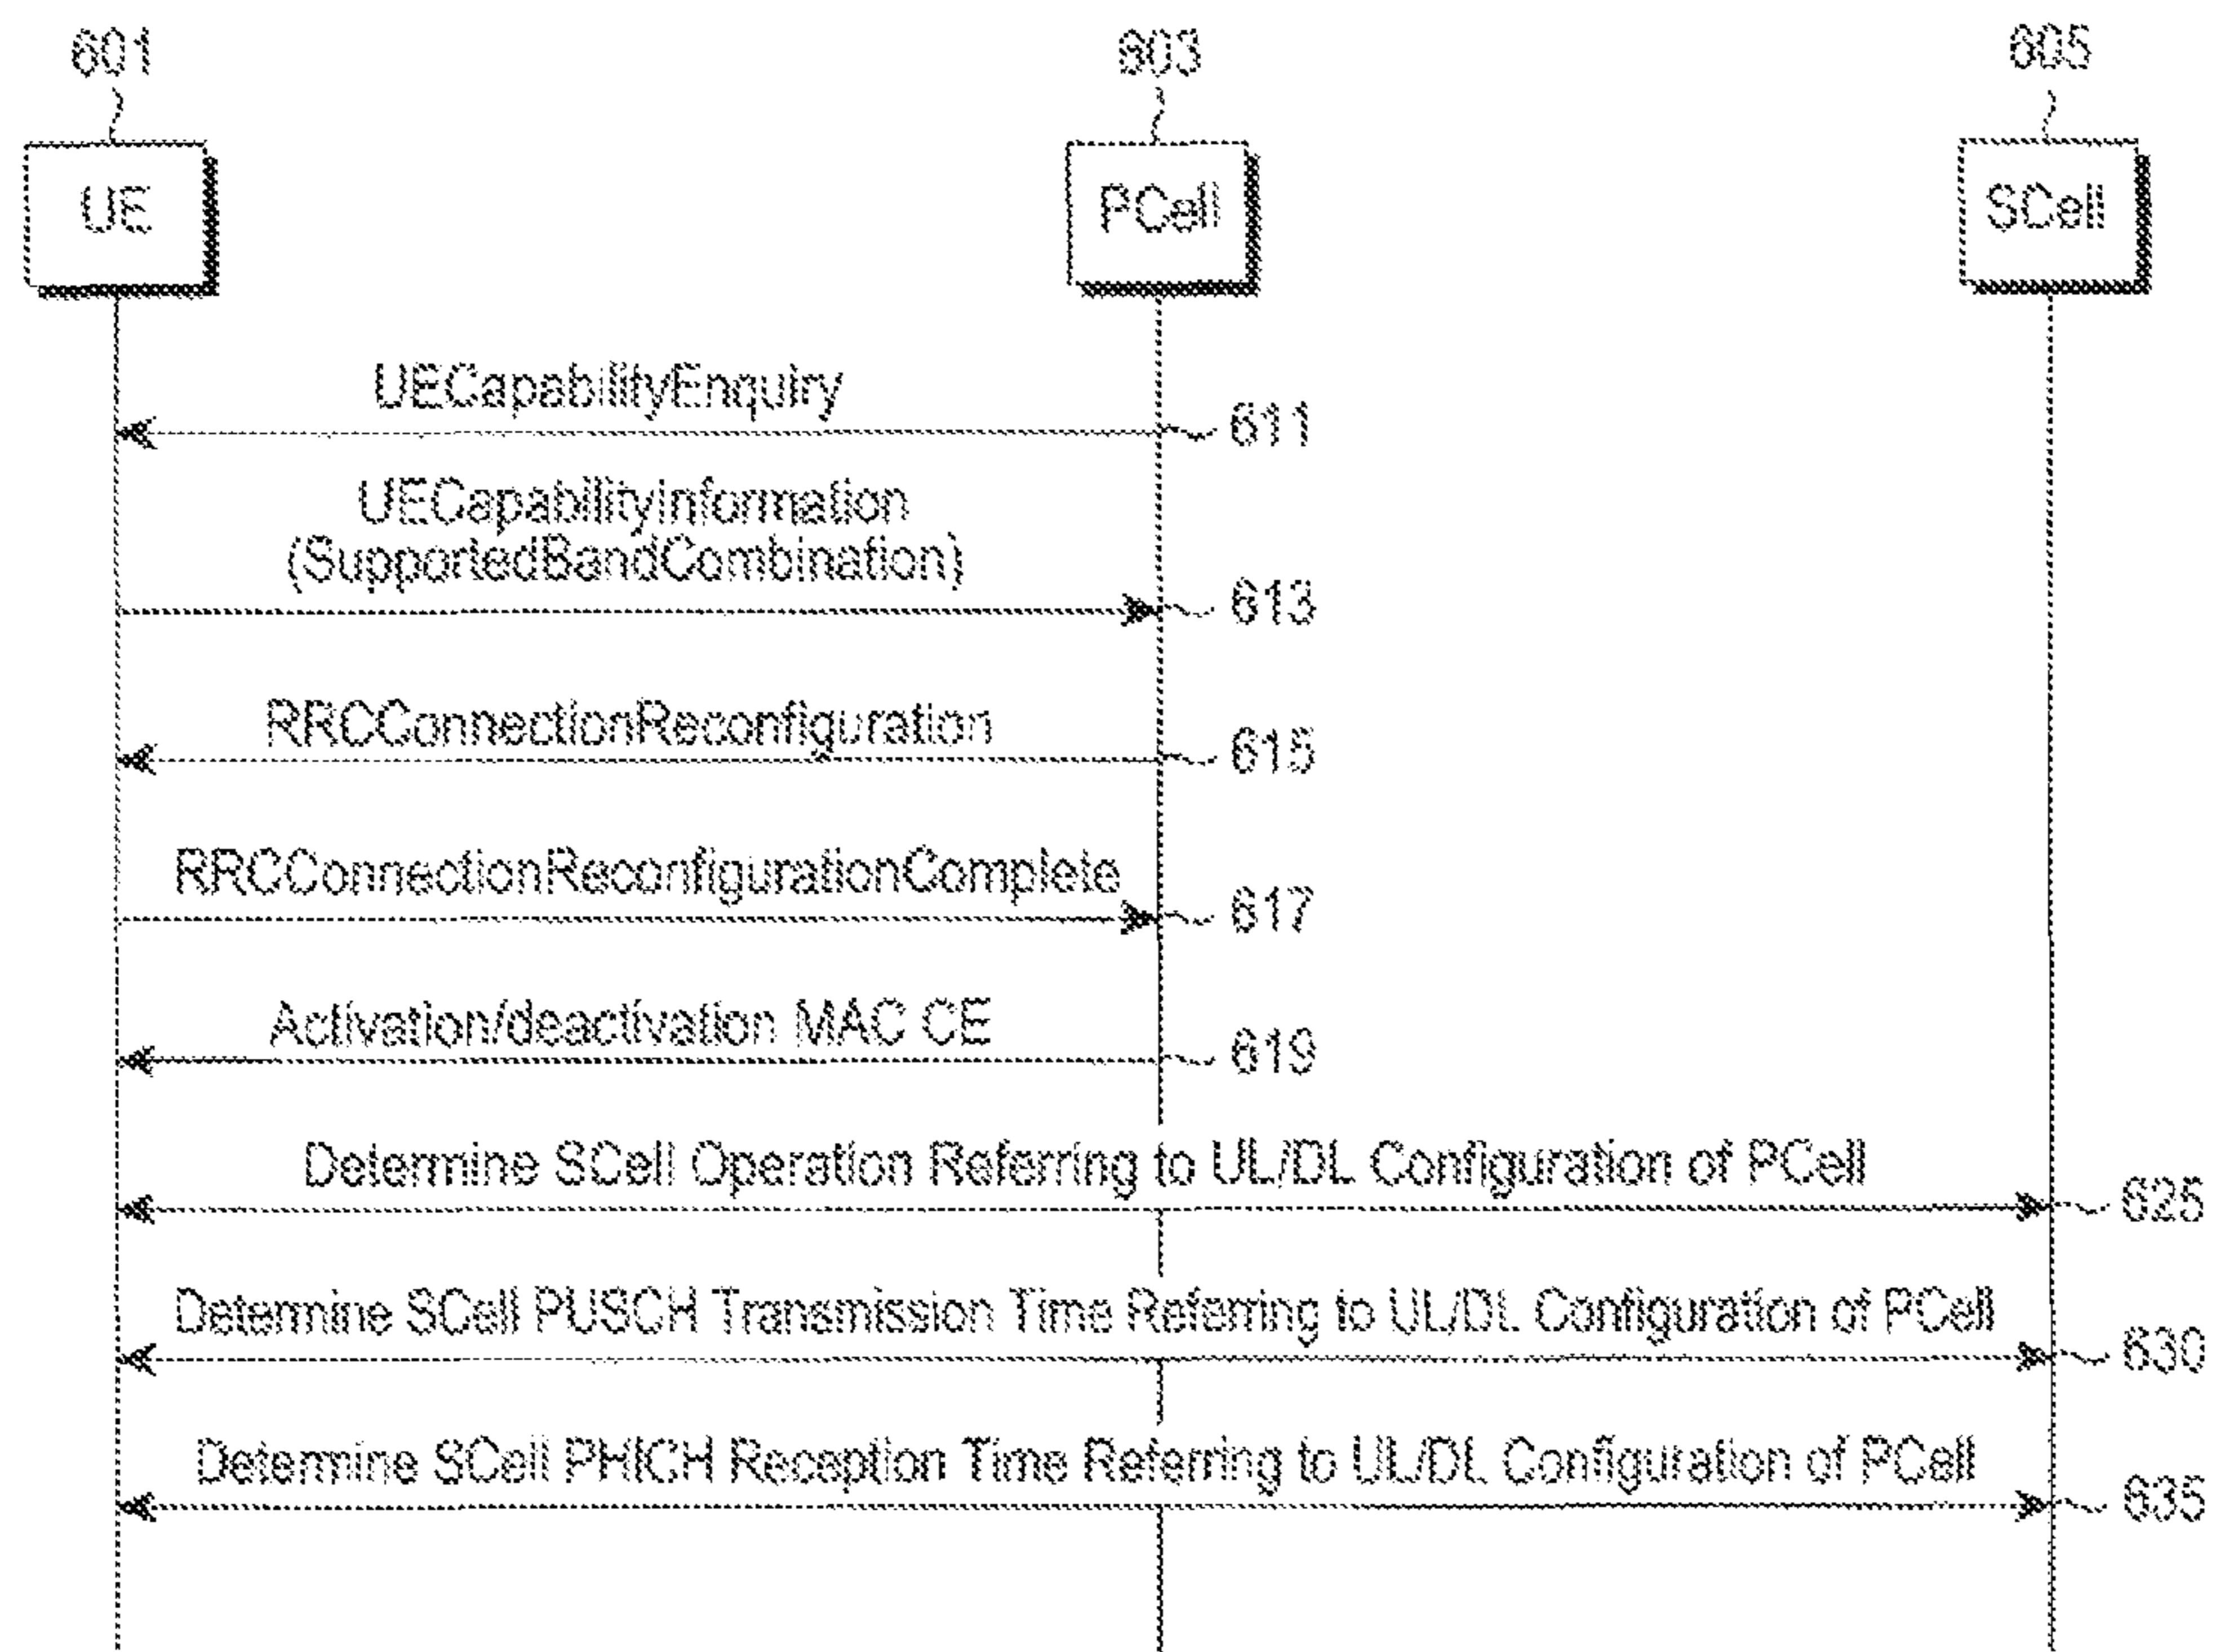 601 603 605
UE PCell SCell
UECapabilityEnquiry
611
UECapabilityInformation
(SupportedBandCombination)
613
RRCConnectionReconfiguration
615
RRCConnectionReconfigurationComplete
617
Activation/deactivation MAC CE
619
Determine SCell Operation Referring to UL/DL Configuration of PCell
625
Determine SCell PUSCH Transmission Time Referring to UL/DL Configuration of PCell
630
Determine SCell PHICH Reception Time Referring to UL/DL Configuration of PCell
635